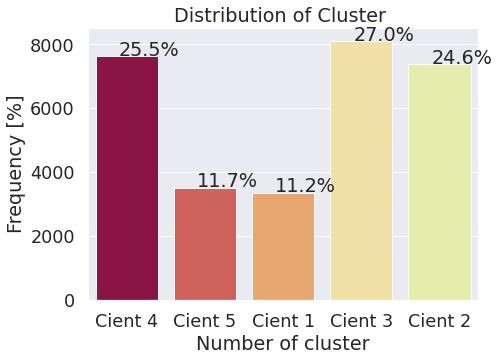 Distribution of Cluster
8000
6000
4000
2000
0
Frequency [%]
25.5%
11.7%
11.2%
27.0%
24.6%
Cient 4
Cient 5
Cient 1
Cient 3
Cient 2
Number of cluster